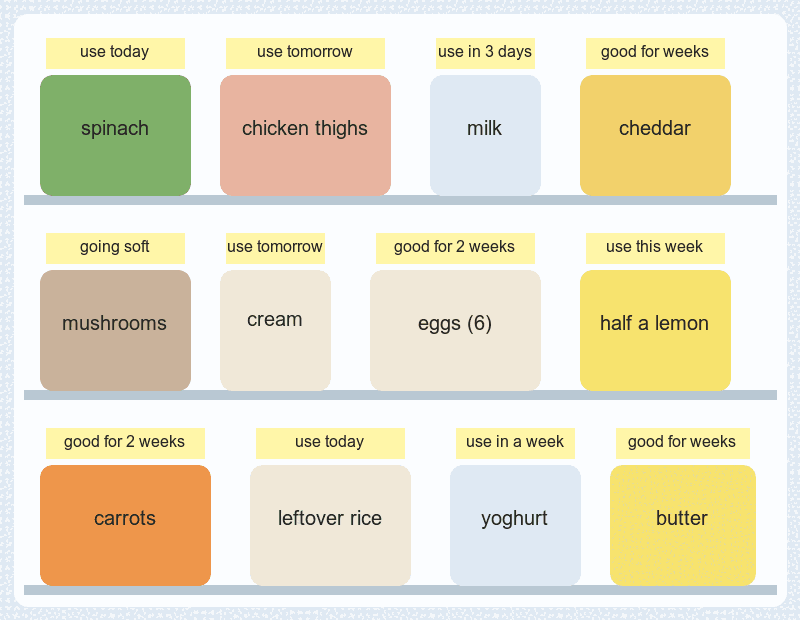 use today
use tomorrow
use in 3 days
good for weeks
spinach
chicken thighs
milk
cheddar
going soft
use tomorrow
good for 2 weeks
use this week
mushrooms
cream
eggs (6)
half a lemon
good for 2 weeks
use today
use in a week
good for weeks
carrots
leftover rice
yoghurt
butter